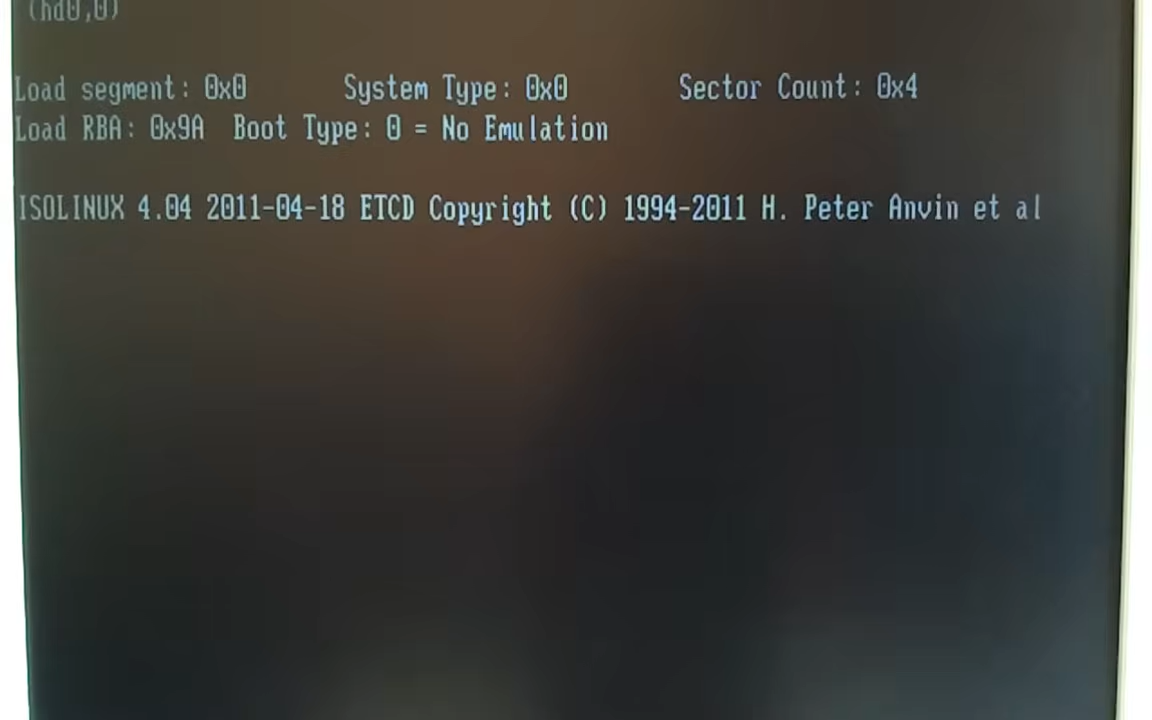 (hd0,0)
Load segment: 0x0 System Type: 0x0 Sector Count: 0x4
Load RBA: 0x9A Boot Type: 0 = No Emulation
ISOLINUX 4.04 2011-04-18 ETCD Copyright (C) 1994-2011 H. Peter Anvin et al